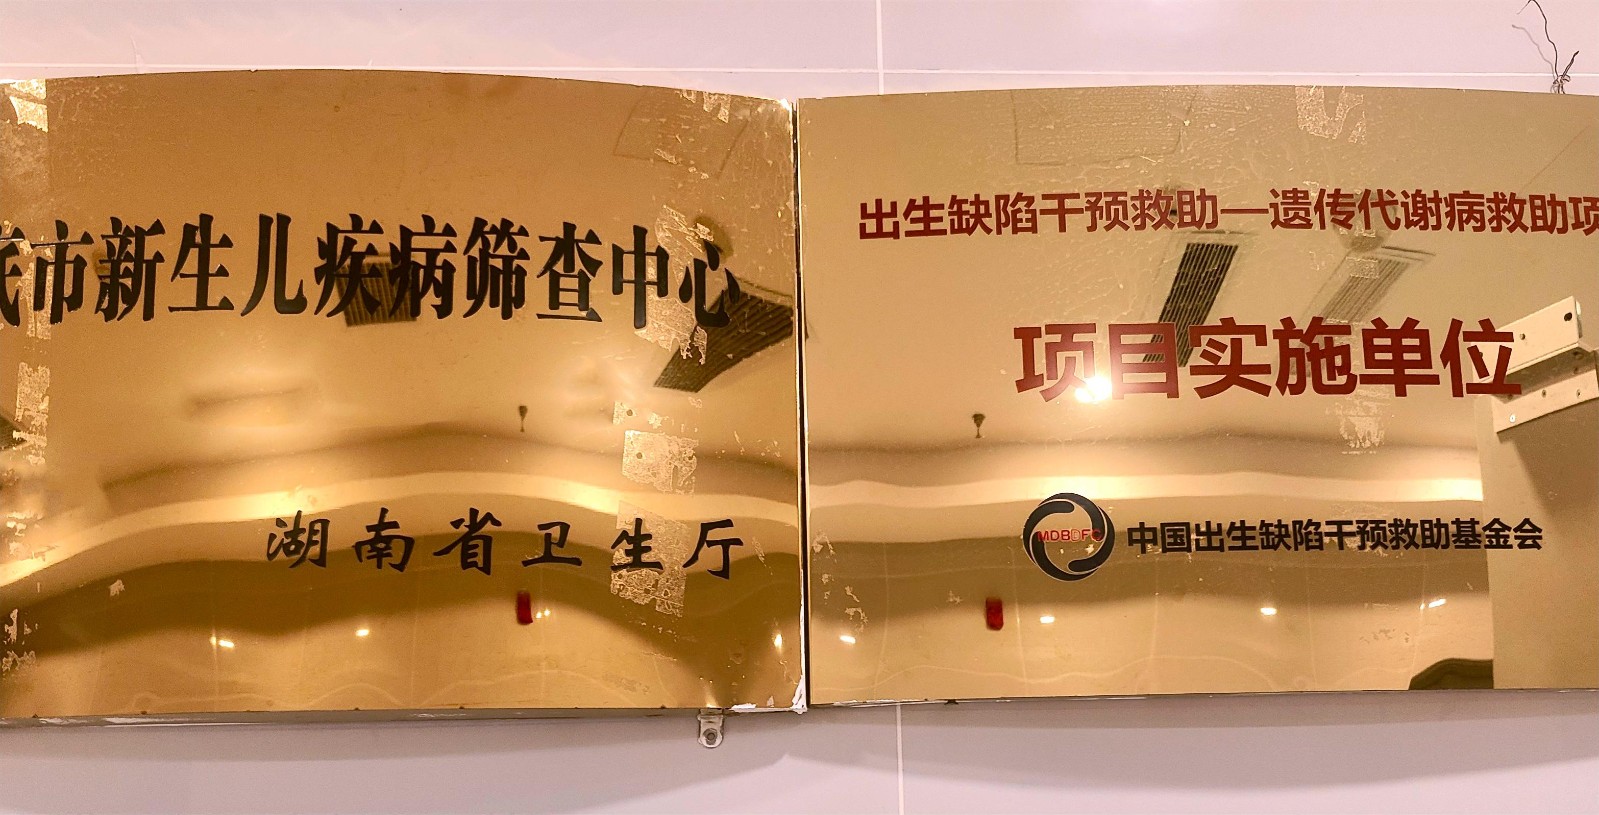 市新生儿疾病筛查中心
湖南省卫生厅
出生缺陷干预救助—遗传代谢病救助项
项目实施单位
MDBDFC
中国出生缺陷干预救助基金会